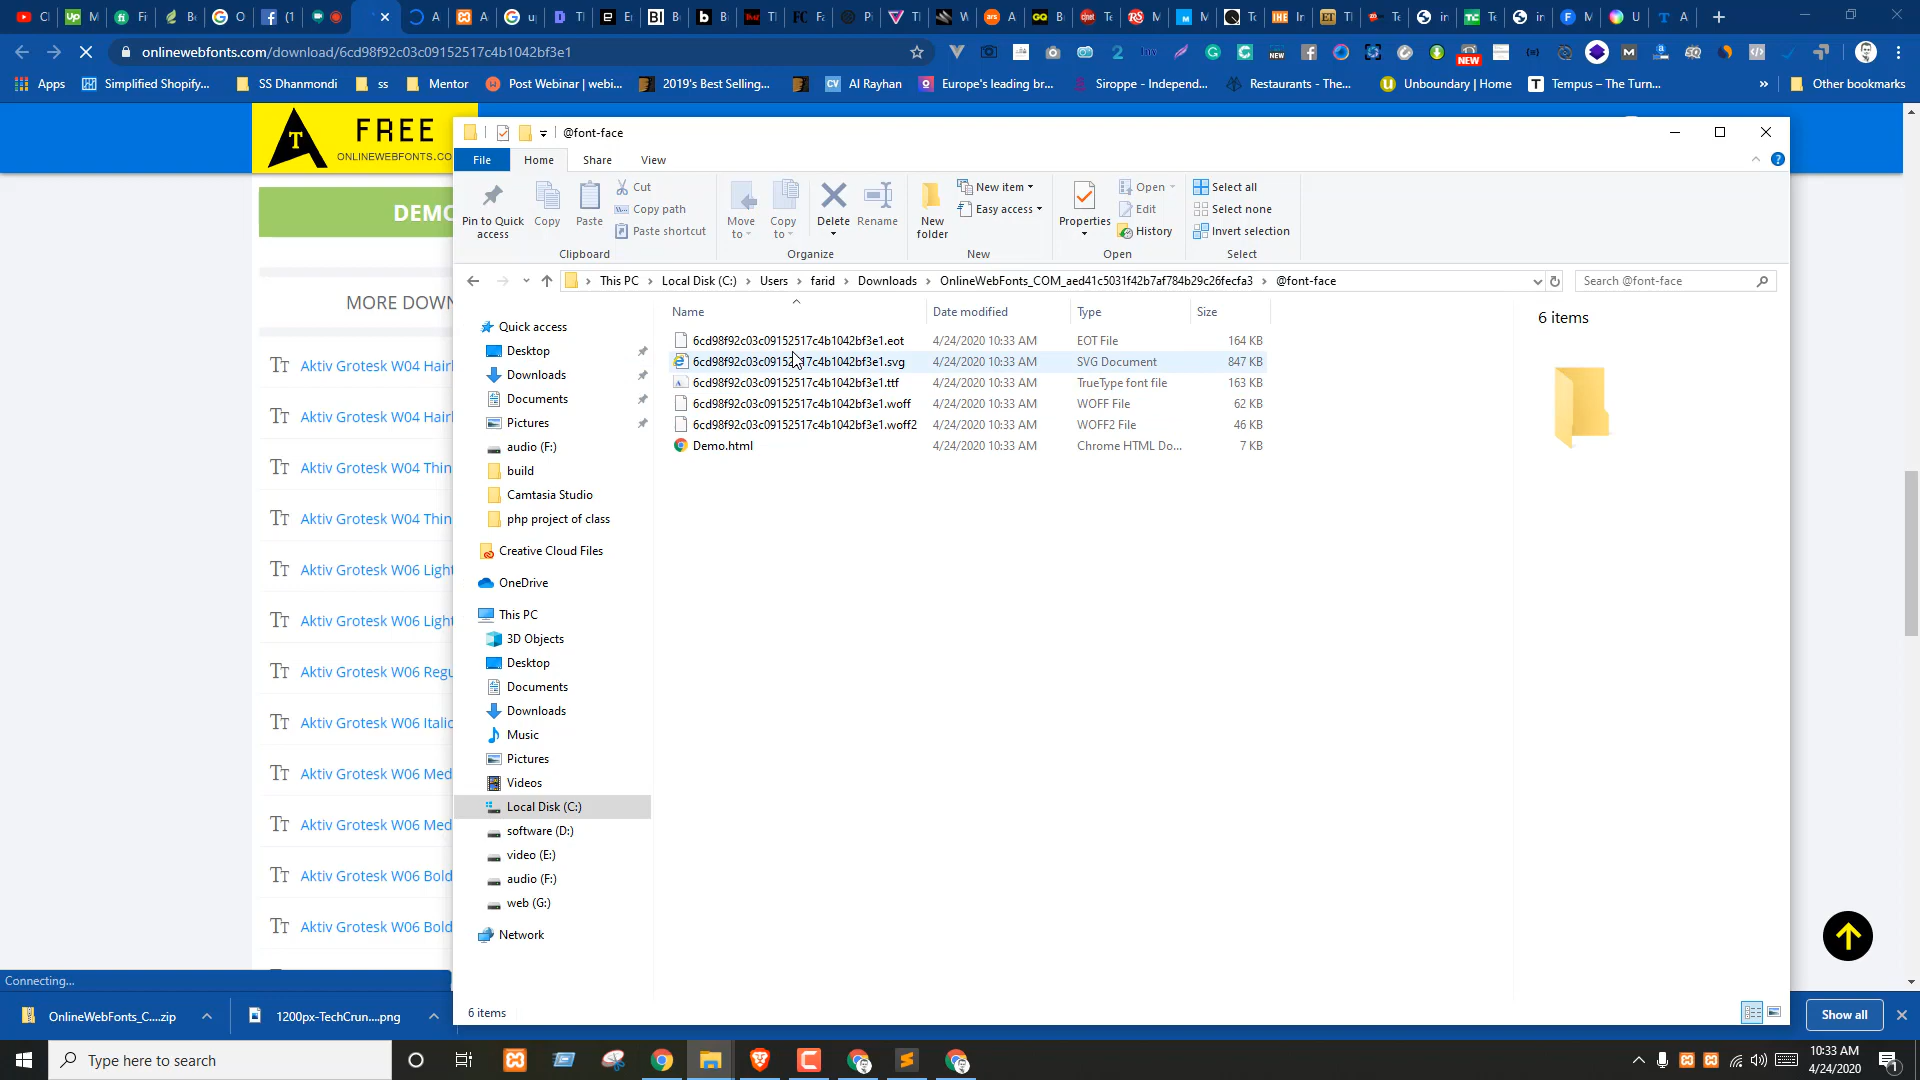 onlinewebfonts.com/download/6cd98f92c03c09152517c4b1042bf3e1
NEW
Apps Simplified Shopify... SS Dhanmondi ss Mentor Post Webinar | webi... 2019's Best Selling... Al Rayhan Europe's leading br... Siroppe - Independ... Restaurants - The... Unboundary | Home Tempus – The Turn... » Other bookmarks
FREE
ONLINEWEBFONTS.CO
DEMO
MORE DOWN
Aktiv Grotesk W04 Hairl
Aktiv Grotesk W04 Hairl
Aktiv Grotesk W04 Thin
Aktiv Grotesk W04 Thin
Aktiv Grotesk W06 Light
Aktiv Grotesk W06 Light
Aktiv Grotesk W06 Regu
Aktiv Grotesk W06 Italic
Aktiv Grotesk W06 Med
Aktiv Grotesk W06 Med
Aktiv Grotesk W06 Bold
Aktiv Grotesk W06 Bold
Connecting...
@font-face
File Home Share View
Pin to Quick access
Copy
Paste
Cut
Copy path
Paste shortcut
Clipboard
Move to
Copy to
Delete
Rename
Organize
New folder
New item
Easy access
New
Properties
Open
Edit
History
Open
Select all
Select none
Invert selection
Select
This PC > Local Disk (C:) > Users > farid > Downloads > OnlineWebFonts_COM_aed41c5031f42b7af784b29c26fecfa3 > @font-face
Search @font-face
Quick access
Desktop
Downloads
Documents
Pictures
audio (F:)
build
Camtasia Studio
php project of class
Creative Cloud Files
OneDrive
This PC
3D Objects
Desktop
Documents
Downloads
Music
Pictures
Videos
Local Disk (C:)
software (D:)
video (E:)
audio (F:)
web (G:)
Network
Name Date modified Type Size
6cd98f92c03c09152517c4b1042bf3e1.eot 4/24/2020 10:33 AM EOT File 164 KB
6cd98f92c03c09152517c4b1042bf3e1.svg 4/24/2020 10:33 AM SVG Document 847 KB
6cd98f92c03c09152517c4b1042bf3e1.ttf 4/24/2020 10:33 AM TrueType font file 163 KB
6cd98f92c03c09152517c4b1042bf3e1.woff 4/24/2020 10:33 AM WOFF File 62 KB
6cd98f92c03c09152517c4b1042bf3e1.woff2 4/24/2020 10:33 AM WOFF2 File 46 KB
Demo.html 4/24/2020 10:33 AM Chrome HTML Do... 7 KB
6 items
6 items
OnlineWebFonts_C....zip
1200px-TechCrun....png
Show all
Type here to search
10:33 AM
4/24/2020